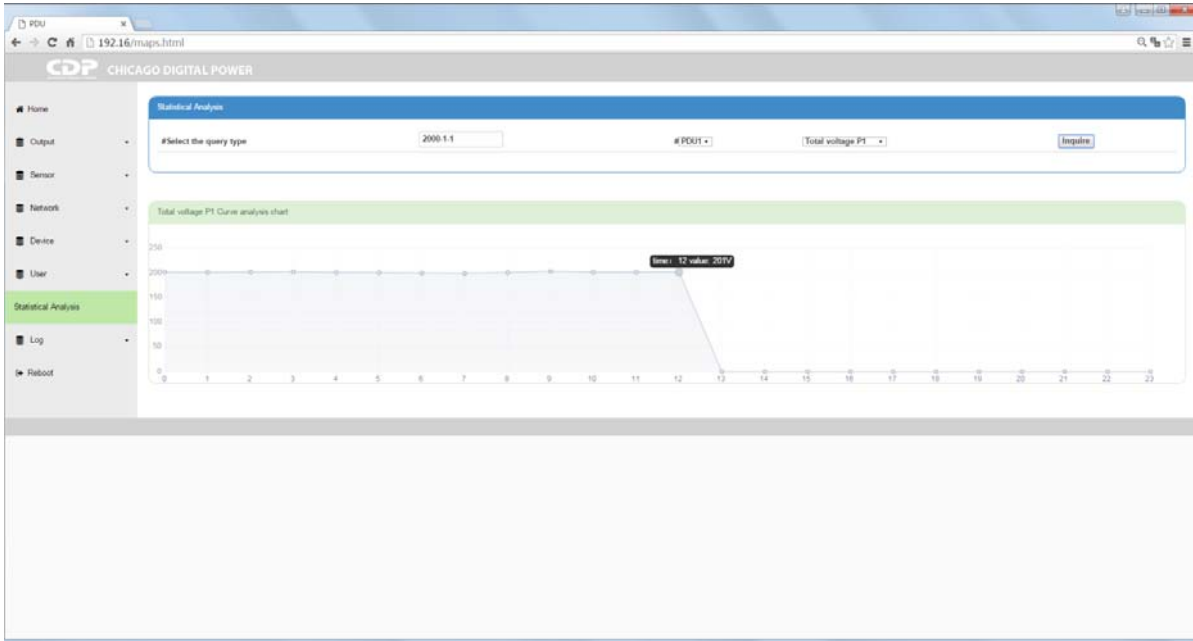 PDU
192.16/maps.html
CDP CHICAGO DIGITAL POWER
Home
Output
Sensor
Network
Device
User
Statistical Analysis
Log
Reboot
Statistical Analysis
#Select the query type 2000-1-1 # PDU1 Total voltage P1 Inquire
Total voltage P1 Curve analysis chart
250
200
150
100
50
0
time: 12 value: 201V
0 1 2 3 4 5 6 7 8 9 10 11 12 13 14 15 16 17 18 19 20 21 22 23